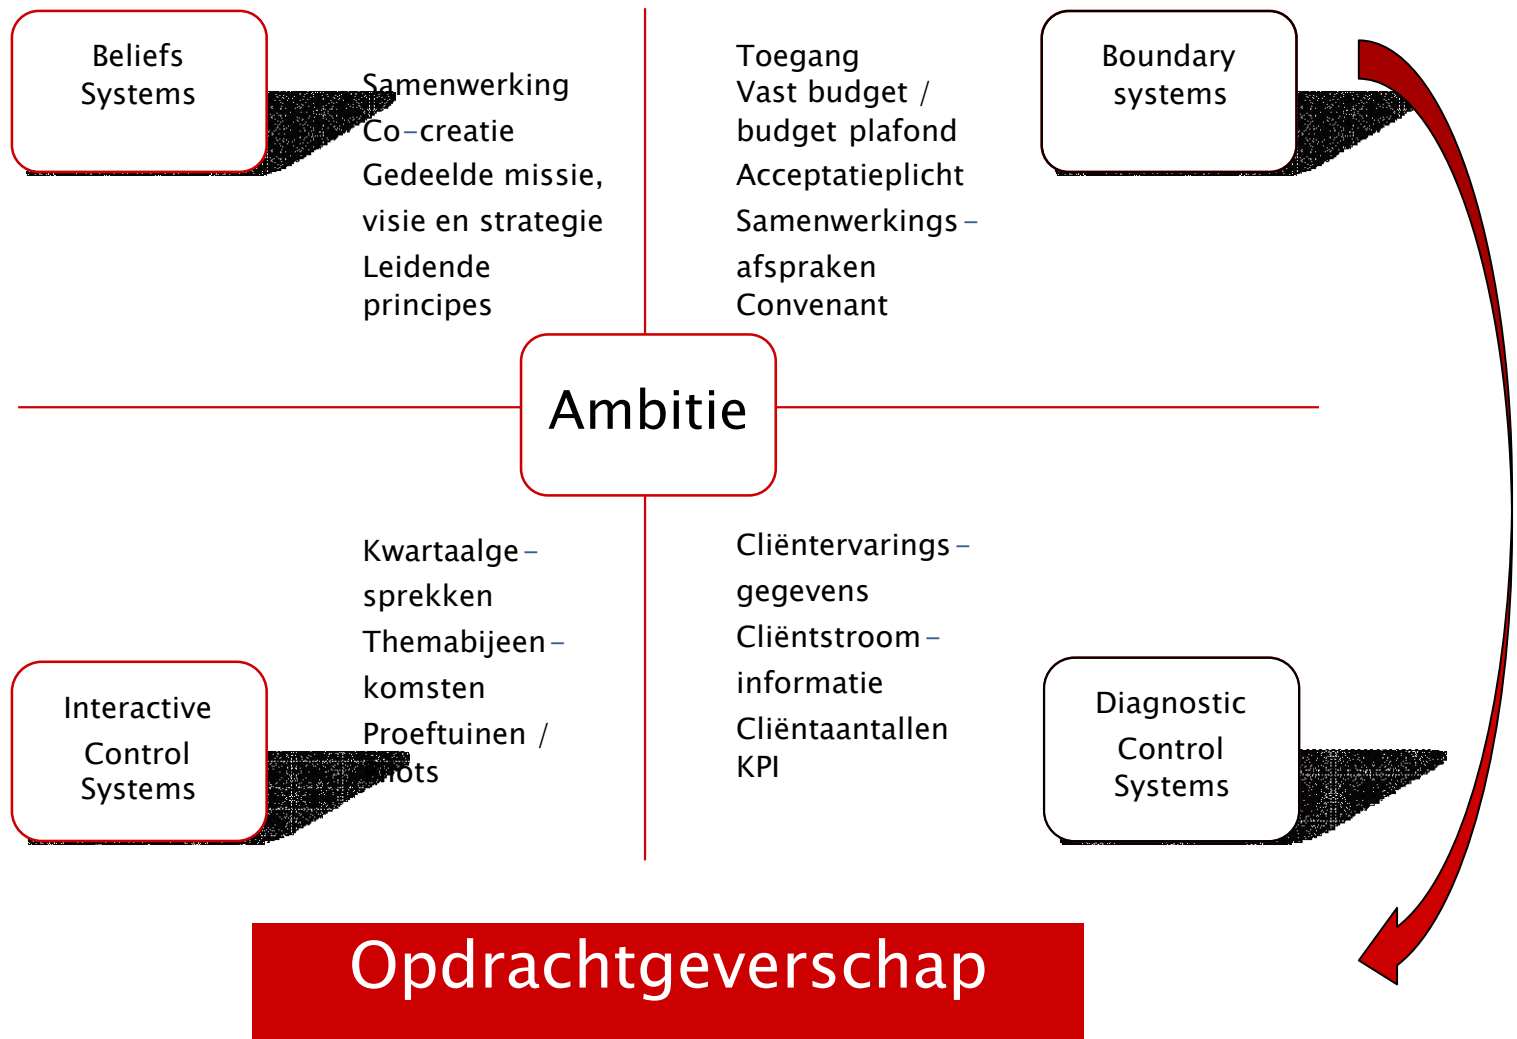 Beliefs
Systems
Samenwerking
Co-creatie
Gedeelde missie,
visie en strategie
Leidende
principes
Toegang
Vast budget /
budget plafond
Acceptatieplicht
Samenwerkings-
afspraken
Convenant
Boundary
systems
Ambitie
Interactive
Control
Systems
Kwartaalge-
sprekken
Themabijeen-
komsten
Proeftuinen /
Cliëntervarings-
gegevens
Cliëntstroom-
informatie
Cliëntaantallen
KPI
Diagnostic
Control
Systems
Opdrachtgeverschap